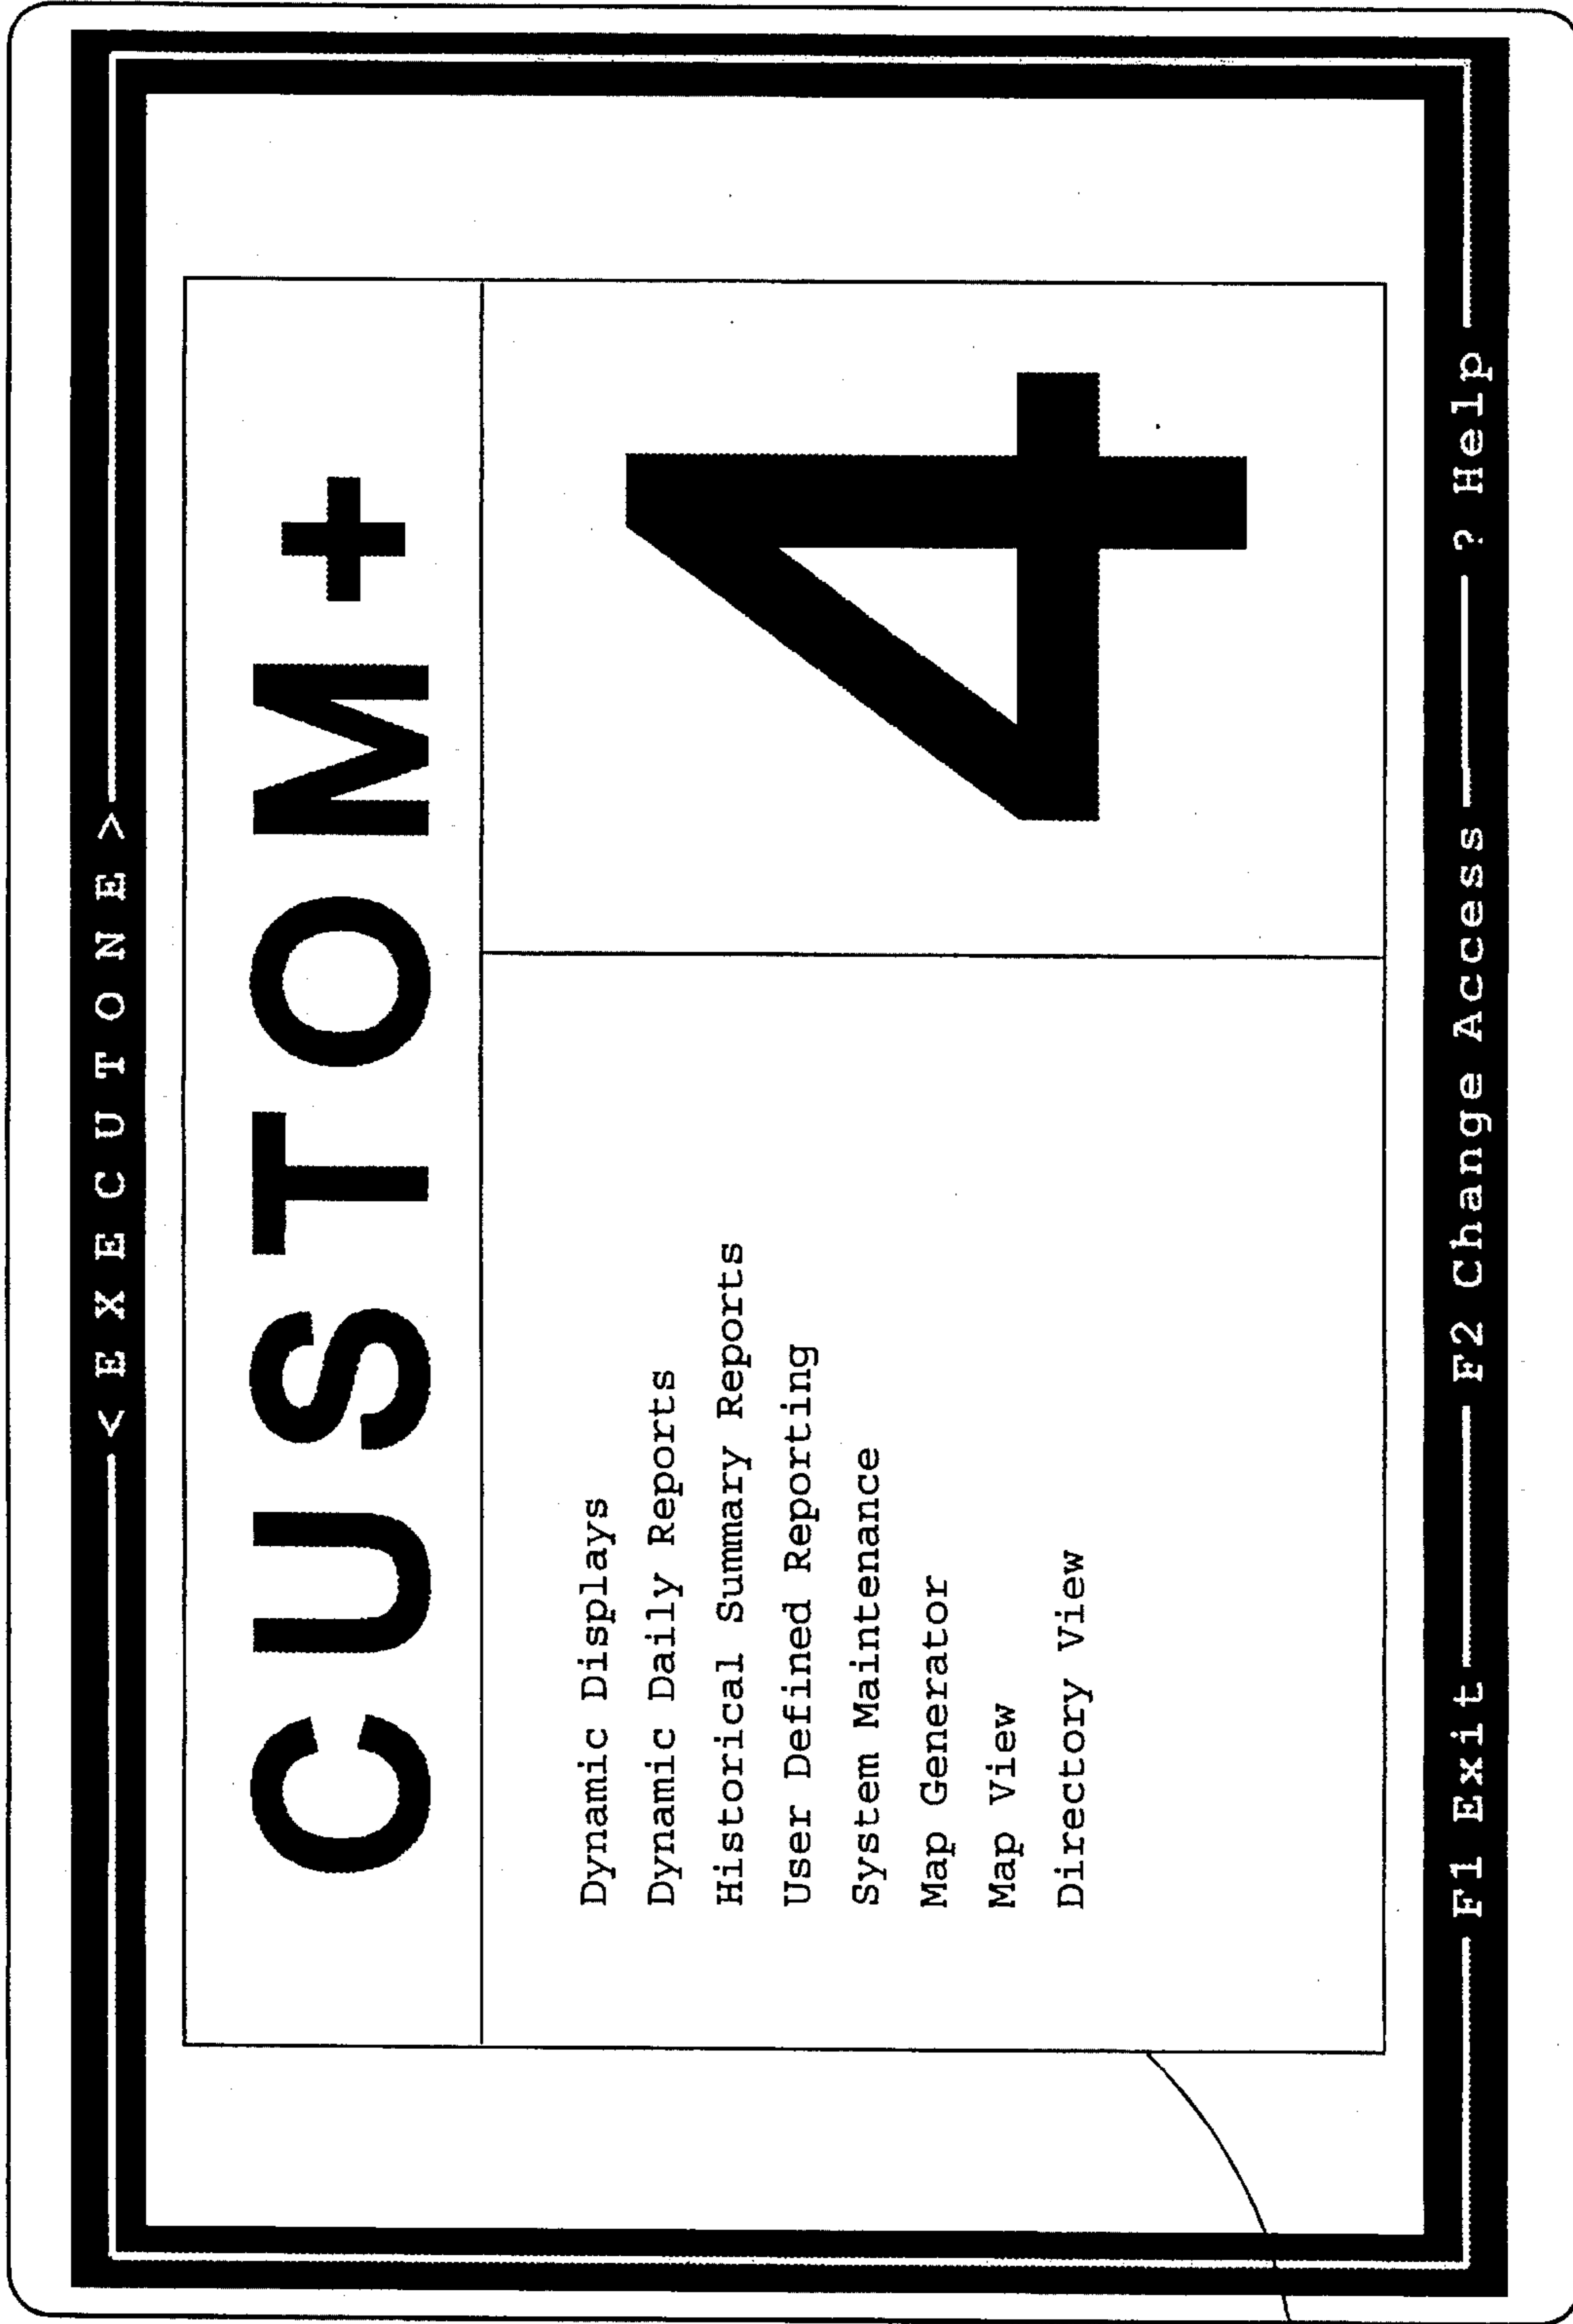 < E X E C U T O N E >
CUSTOM+
4
Dynamic Displays
Dynamic Daily Reports
Historical Summary Reports
User Defined Reporting
System Maintenance
Map Generator
Map View
Directory View
F1 Exit F2 Change Access ? Help